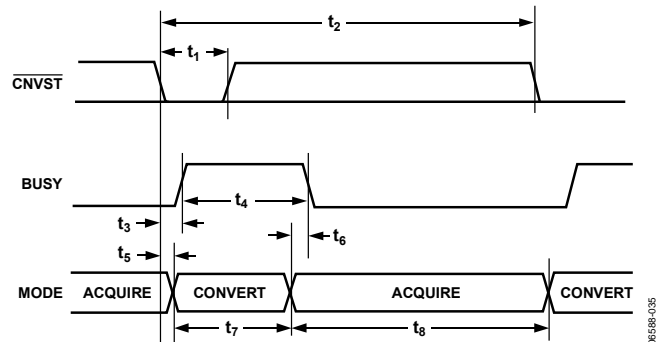 t2
t1
CNVST
BUSY
t4
t3
t6
t5
MODE ACQUIRE CONVERT ACQUIRE CONVERT
t7 t8
06588-035